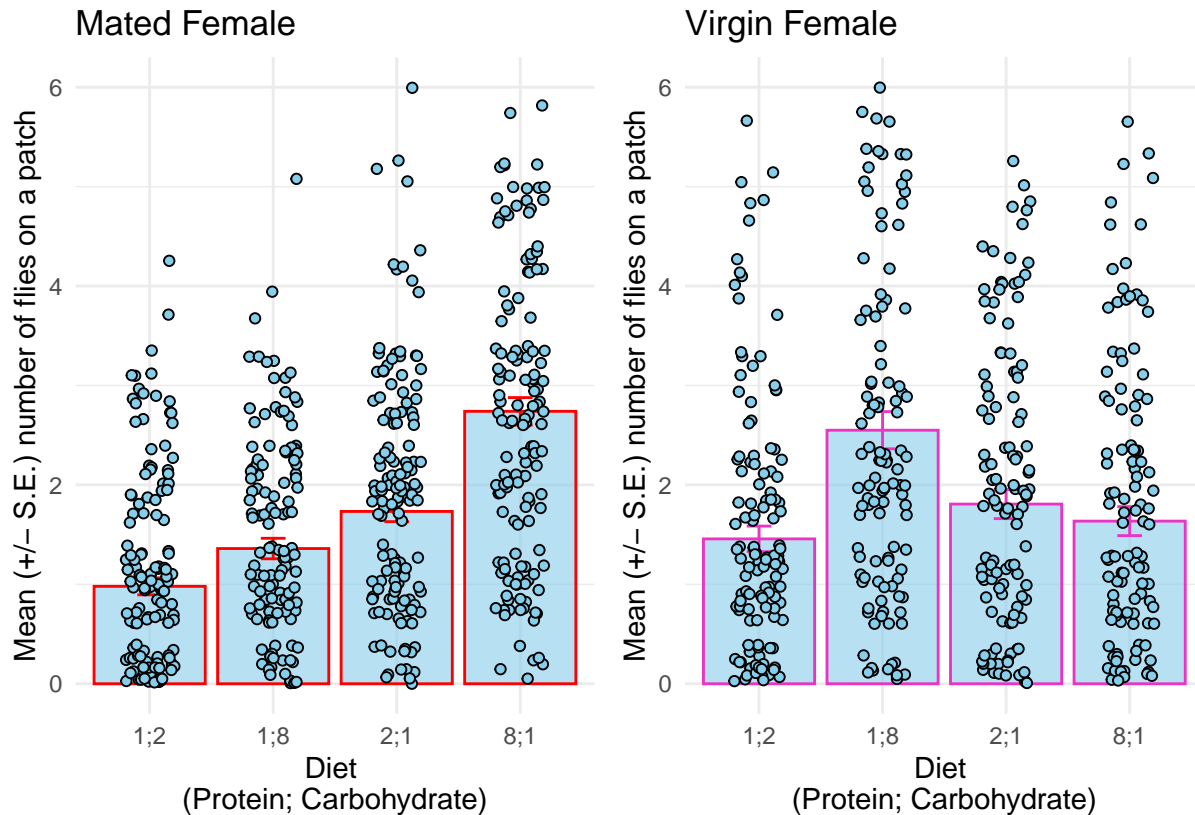 Mated Female
Mean (+/− S.E.) number of flies on a patch
6
4
2
0
1;2
1;8
2;1
8;1
Diet
(Protein; Carbohydrate)
Virgin Female
Mean (+/− S.E.) number of flies on a patch
6
4
2
0
1;2
1;8
2;1
8;1
Diet
(Protein; Carbohydrate)